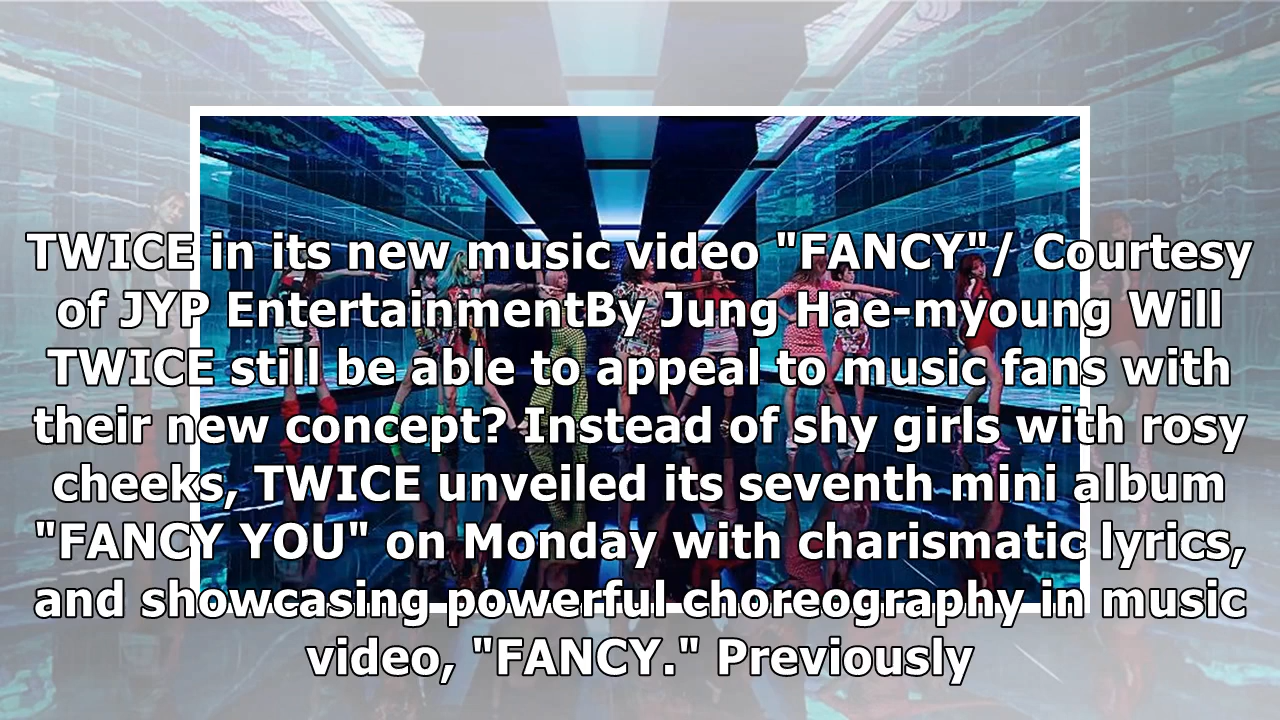 TWICE in its new music video "FANCY"/ Courtesy
of JYP EntertainmentBy Jung Hae-myoung Will
TWICE still be able to appeal to music fans with
their new concept? Instead of shy girls with rosy
cheeks, TWICE unveiled its seventh mini album
"FANCY YOU" on Monday with charismatic lyrics,
and showcasing powerful choreography in music
video, "FANCY." Previously